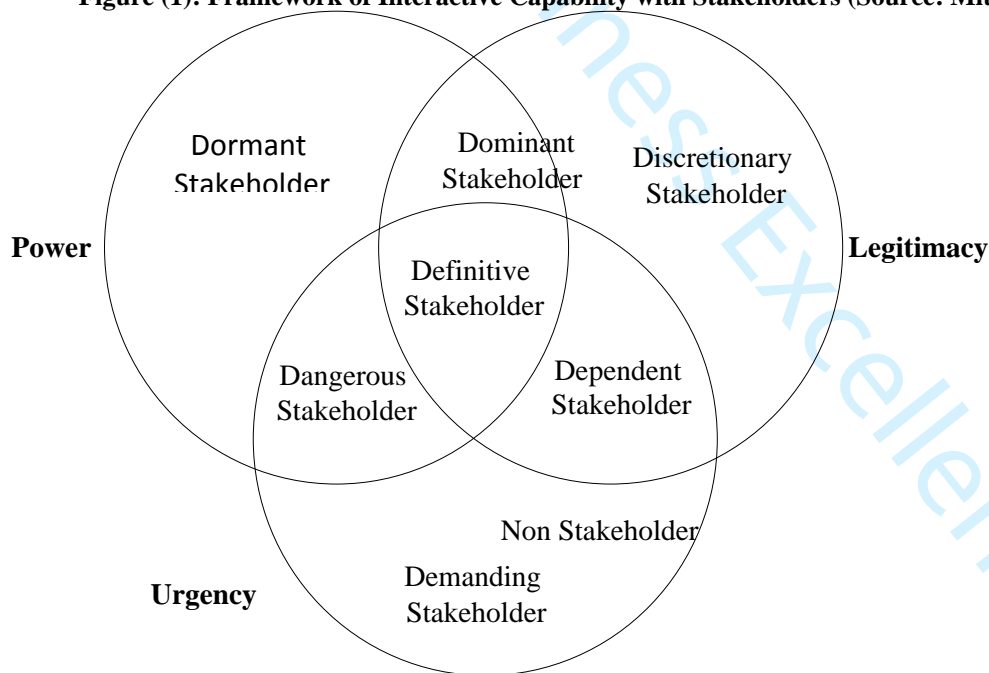 Figure (1): Framework of Interactive Capability with Stakeholders (Source:
Dormant
Stakeholder
Dominant
Stakeholder
Discretionary
Stakeholder
Power
Legitimacy
Definitive
Stakeholder
Dangerous
Stakeholder
Dependent
Stakeholder
Non Stakeholder
Demanding
Stakeholder
Urgency